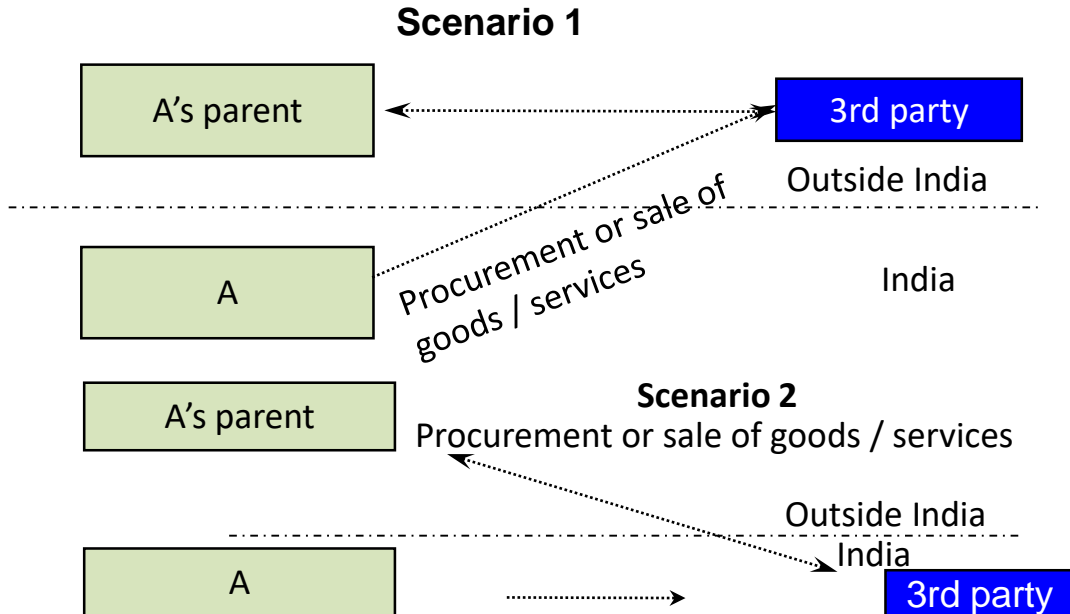 Scenario 1
A's parent
3rd party
Outside India
Procurement or sale of
goods / services
A
India
A's parent
Scenario 2
Procurement or sale of goods / services
Outside India
India
A
3rd party